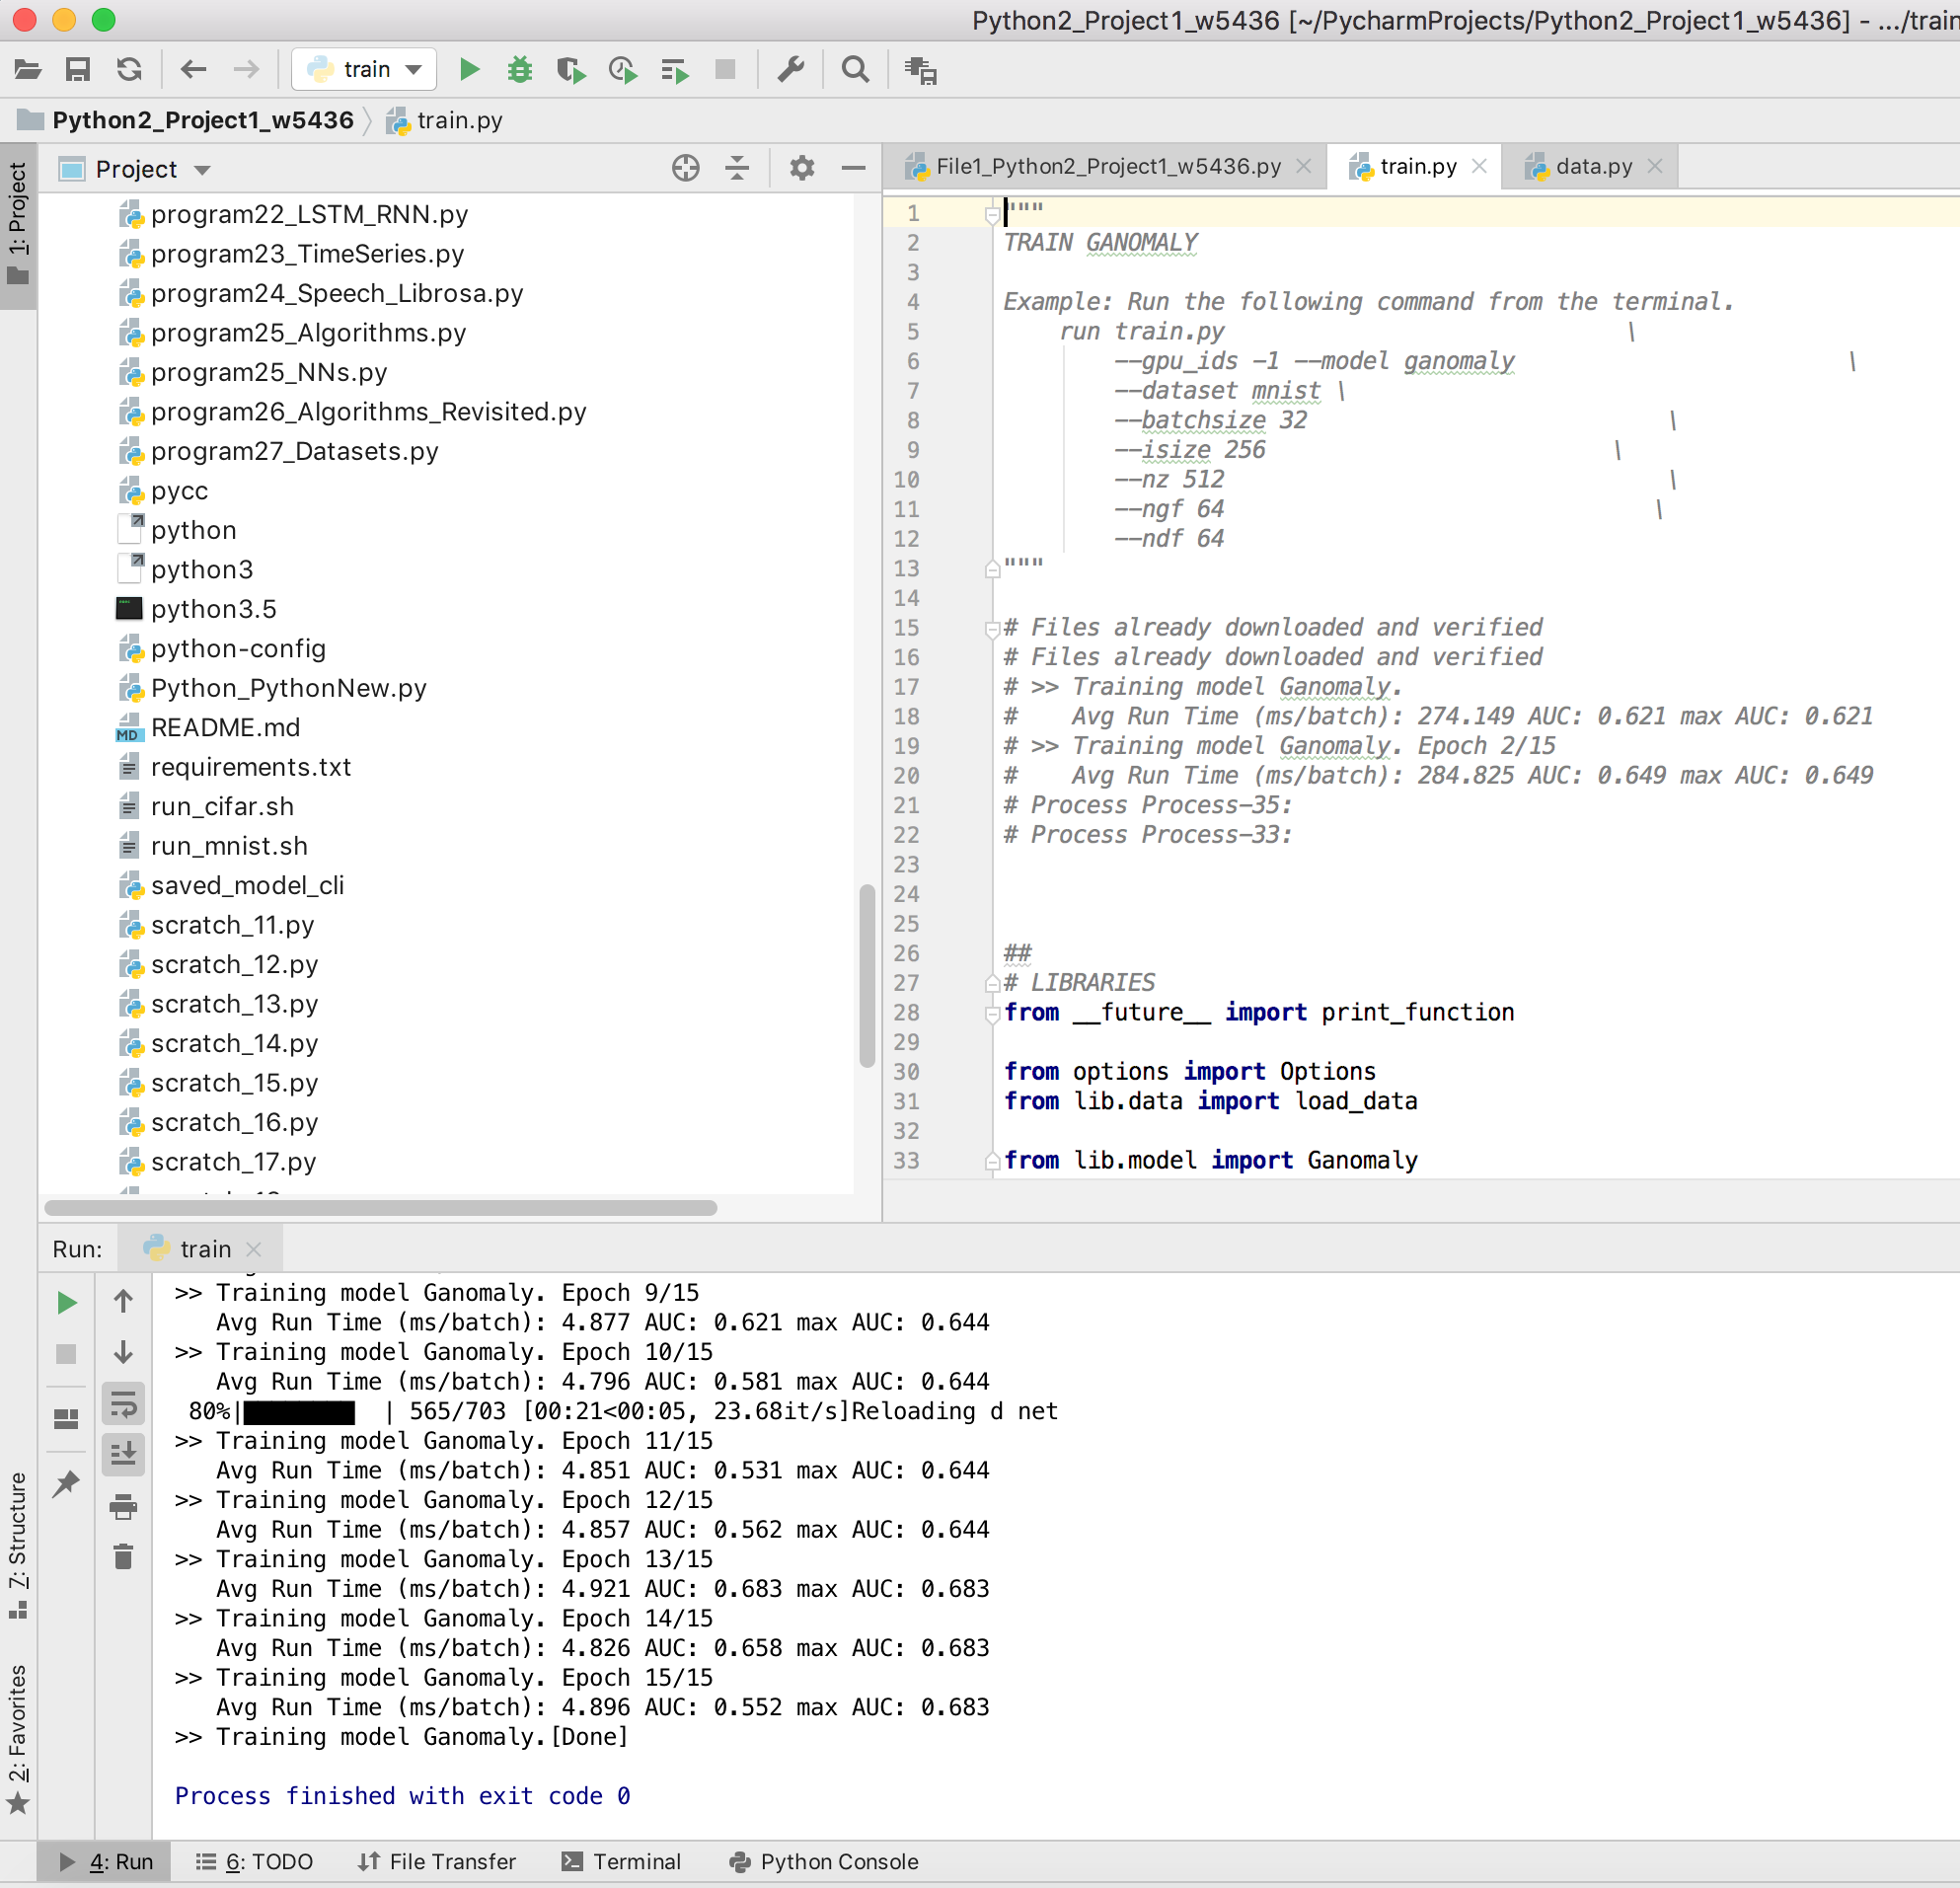 Python2_Project1_w5436 [~/PycharmProjects/Python2_Project1_w5436] - .../train
train
Python2_Project1_w5436
train.py
1: Project
Project
File1_Python2_Project1_w5436.py
train.py
data.py
program22_LSTM_RNN.py
program23_TimeSeries.py
program24_Speech_Librosa.py
program25_Algorithms.py
program25_NNs.py
program26_Algorithms_Revisited.py
program27_Datasets.py
pycc
python
python3
python3.5
python-config
Python_PythonNew.py
README.md
requirements.txt
run_cifar.sh
run_mnist.sh
saved_model_cli
scratch_11.py
scratch_12.py
scratch_13.py
scratch_14.py
scratch_15.py
scratch_16.py
scratch_17.py
1 """
2 TRAIN GANOMALY
3
4 Example: Run the following command from the terminal.
5     run train.py                             \
6         --gpu_ids -1 --model ganomaly                        \
7         --dataset mnist \
8         --batchsize 32                          \
9         --isize 256                         \
10         --nz 512                                \
11         --ngf 64                               \
12         --ndf 64
13 """
14
15 # Files already downloaded and verified
16 # Files already downloaded and verified
17 # >> Training model Ganomaly.
18 #    Avg Run Time (ms/batch): 274.149 AUC: 0.621 max AUC: 0.621
19 # >> Training model Ganomaly. Epoch 2/15
20 #    Avg Run Time (ms/batch): 284.825 AUC: 0.649 max AUC: 0.649
21 # Process Process-35:
22 # Process Process-33:
23
24
25
26 ##
27 # LIBRARIES
28 from __future__ import print_function
29
30 from options import Options
31 from lib.data import load_data
32
33 from lib.model import Ganomaly
Run:
train
>> Training model Ganomaly. Epoch 9/15
   Avg Run Time (ms/batch): 4.877 AUC: 0.621 max AUC: 0.644
>> Training model Ganomaly. Epoch 10/15
   Avg Run Time (ms/batch): 4.796 AUC: 0.581 max AUC: 0.644
 80%|████████  | 565/703 [00:21<00:05, 23.68it/s]Reloading d net
>> Training model Ganomaly. Epoch 11/15
   Avg Run Time (ms/batch): 4.851 AUC: 0.531 max AUC: 0.644
>> Training model Ganomaly. Epoch 12/15
   Avg Run Time (ms/batch): 4.857 AUC: 0.562 max AUC: 0.644
>> Training model Ganomaly. Epoch 13/15
   Avg Run Time (ms/batch): 4.921 AUC: 0.683 max AUC: 0.683
>> Training model Ganomaly. Epoch 14/15
   Avg Run Time (ms/batch): 4.826 AUC: 0.658 max AUC: 0.683
>> Training model Ganomaly. Epoch 15/15
   Avg Run Time (ms/batch): 4.896 AUC: 0.552 max AUC: 0.683
>> Training model Ganomaly.[Done]
Process finished with exit code 0
7: Structure
2: Favorites
4: Run
6: TODO
File Transfer
Terminal
Python Console